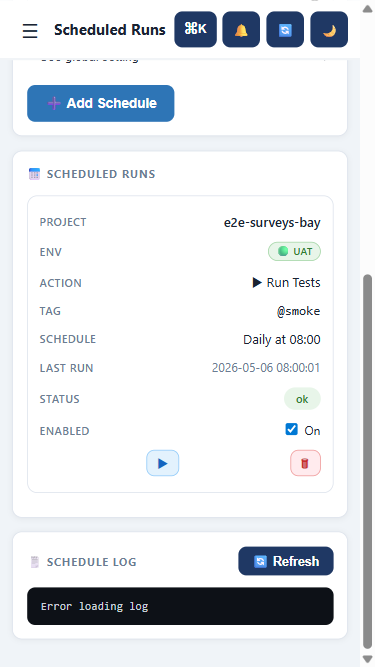 ☰ Scheduled Runs ⌘K
+ Add Schedule
SCHEDULED RUNS
PROJECT e2e-surveys-bay
ENV UAT
ACTION ▶ Run Tests
TAG @smoke
SCHEDULE Daily at 08:00
LAST RUN 2026-05-06 08:00:01
STATUS ok
ENABLED On
SCHEDULE LOG Refresh
Error loading log